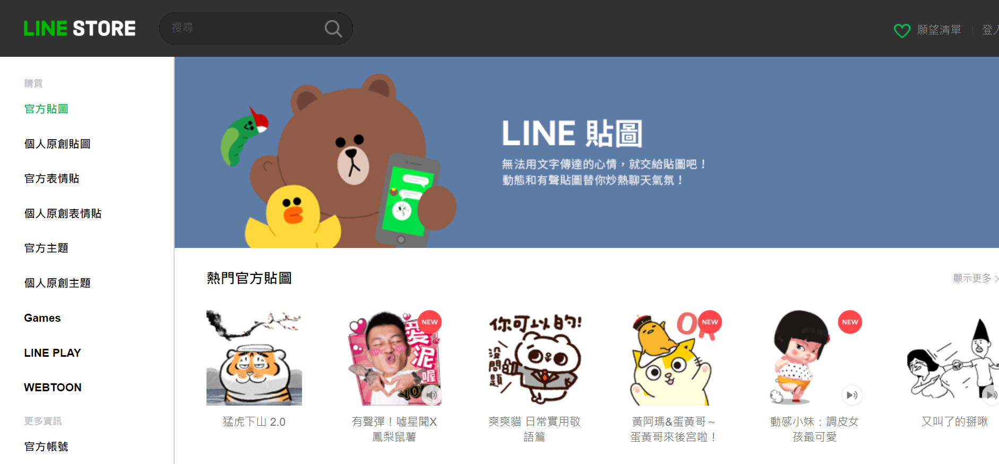 LINE STORE
搜尋
願望清單
登入
購買
官方貼圖
個人原創貼圖
官方表情貼
個人原創表情貼
官方主題
個人原創主題
Games
LINE PLAY
WEBTOON
更多資訊
官方帳號
LINE 貼圖
無法用文字傳達的心情，就交給貼圖吧！
動態和有聲貼圖替你炒熱聊天氣氛！
熱門官方貼圖
顯示更多
猛虎下山 2.0
愛
泥
喔
NEW
有聲彈！噓星聞X
鳳梨鼠薯
你可以的!
沒問題
爽爽貓 日常實用敬
語篇
NEW
黃阿瑪&蛋黃哥～
蛋黃哥來後宮啦！
NEW
動感小妹：調皮女
孩最可愛
又叫了的掰啾